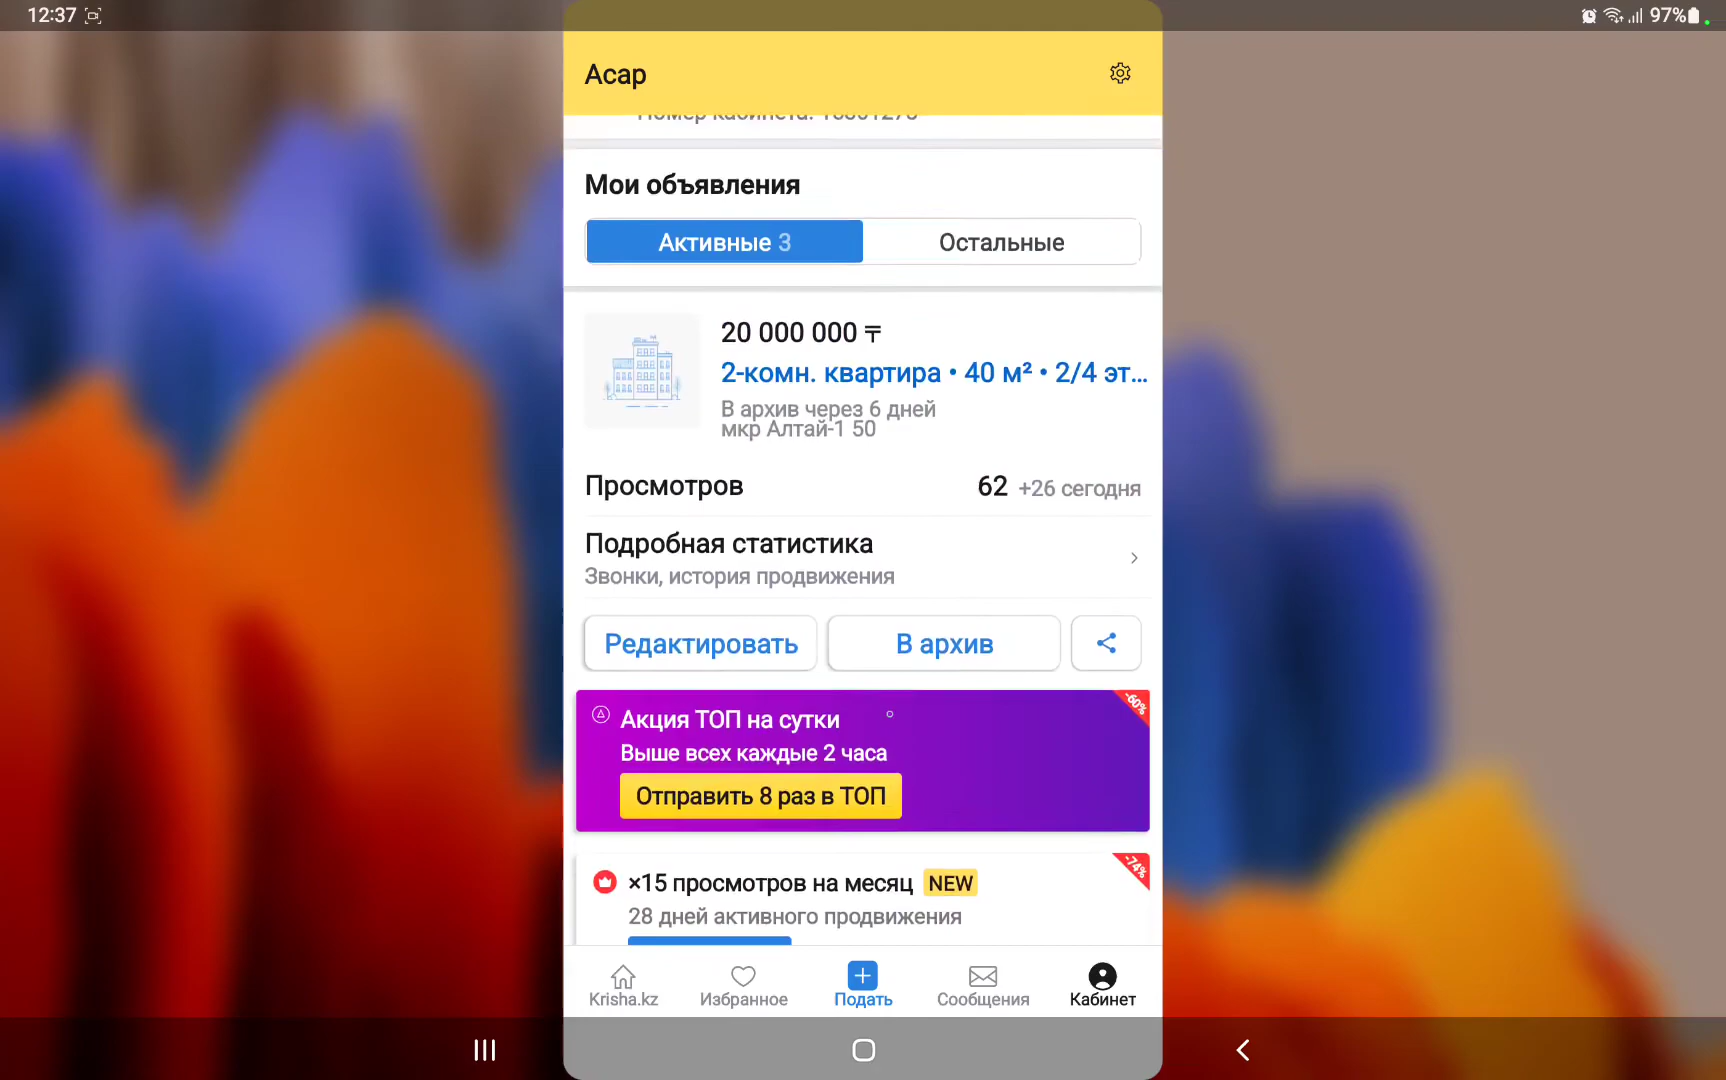 12:37
97%
Асар
Мои объявления
Активные 3
Остальные
20 000 000 ₸
2-комн. квартира • 40 м² • 2/4 эт...
В архив через 6 дней
мкр Алтай-1 50
Просмотров
62 +26 сегодня
Подробная статистика
Звонки, история продвижения
Редактировать
В архив
-60%
Акция ТОП на сутки
Выше всех каждые 2 часа
Отправить 8 раз в ТОП
-74%
×15 просмотров на месяц NEW
28 дней активного продвижения
Krisha.kz
Избранное
Подать
Сообщения
Кабинет